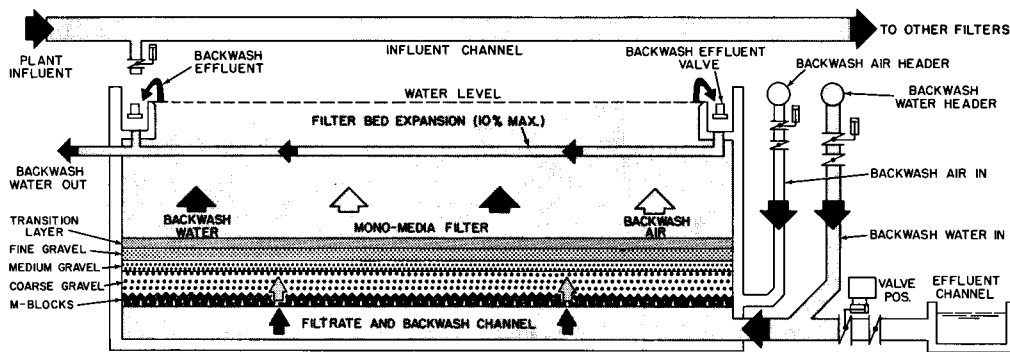 PLANT
INFLUENT
INFLUENT CHANNEL
TO OTHER FILTERS
BACKWASH
EFFLUENT
BACKWASH EFFLUENT
VALVE
BACKWASH AIR HEADER
BACKWASH
WATER HEADER
WATER LEVEL
FILTER BED EXPANSION (10% MAX.)
BACKWASH
WATER OUT
BACKWASH AIR IN
BACKWASH
WATER
MONO-MEDIA FILTER
BACKWASH
AIR
BACKWASH WATER IN
TRANSITION
LAYER
FINE GRAVEL
MEDIUM GRAVEL
COARSE GRAVEL
M-BLOCKS
FILTRATE AND BACKWASH CHANNEL
VALVE
POS.
EFFLUENT
CHANNEL